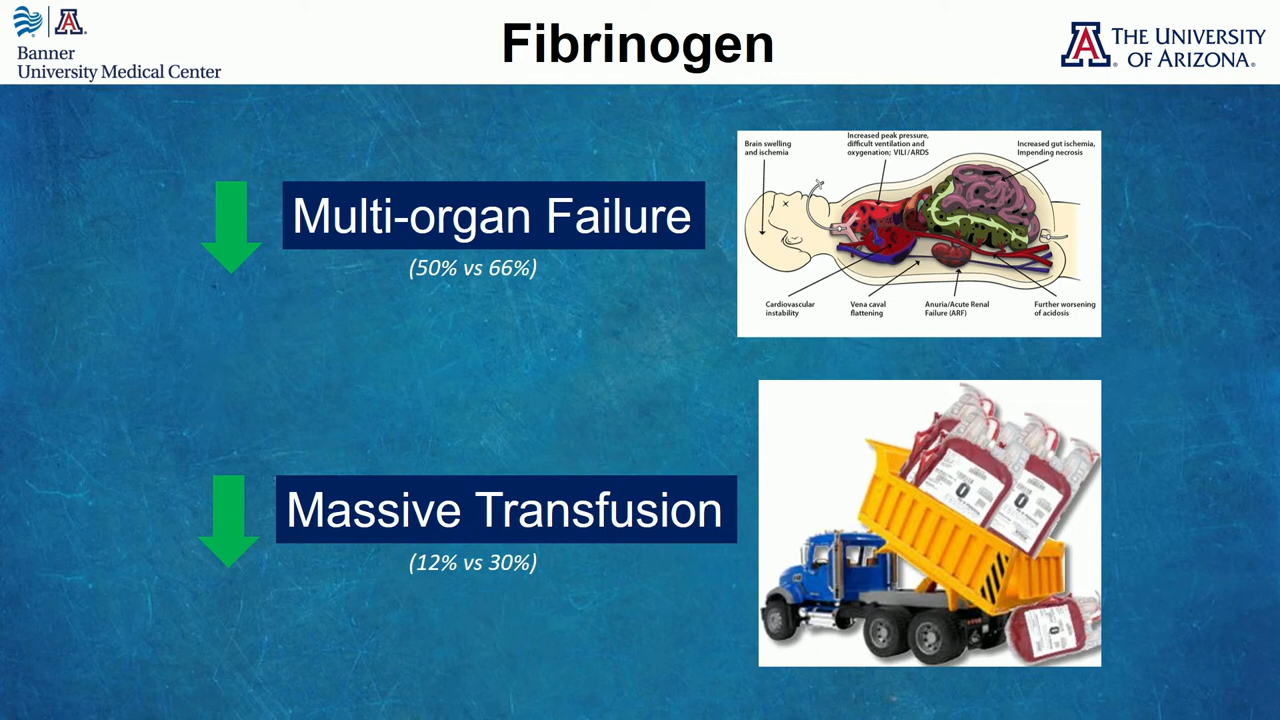 Fibrinogen
Banner
University Medical Center
A
THE UNIVERSITY
OF ARIZONA
Multi-organ Failure
(50% vs 66%)
Brain swelling
and ischemia
Increased peak pressure,
difficult ventilation and
oxygenation; VILI/ARDS
Increased gut ischemia,
Impending necrosis
Cardiovascular
instability
Vena caval
flattening
Anuria/Acute Renal
Failure (ARF)
Further worsening
of acidosis
Massive Transfusion
(12% vs 30%)
O
O
O